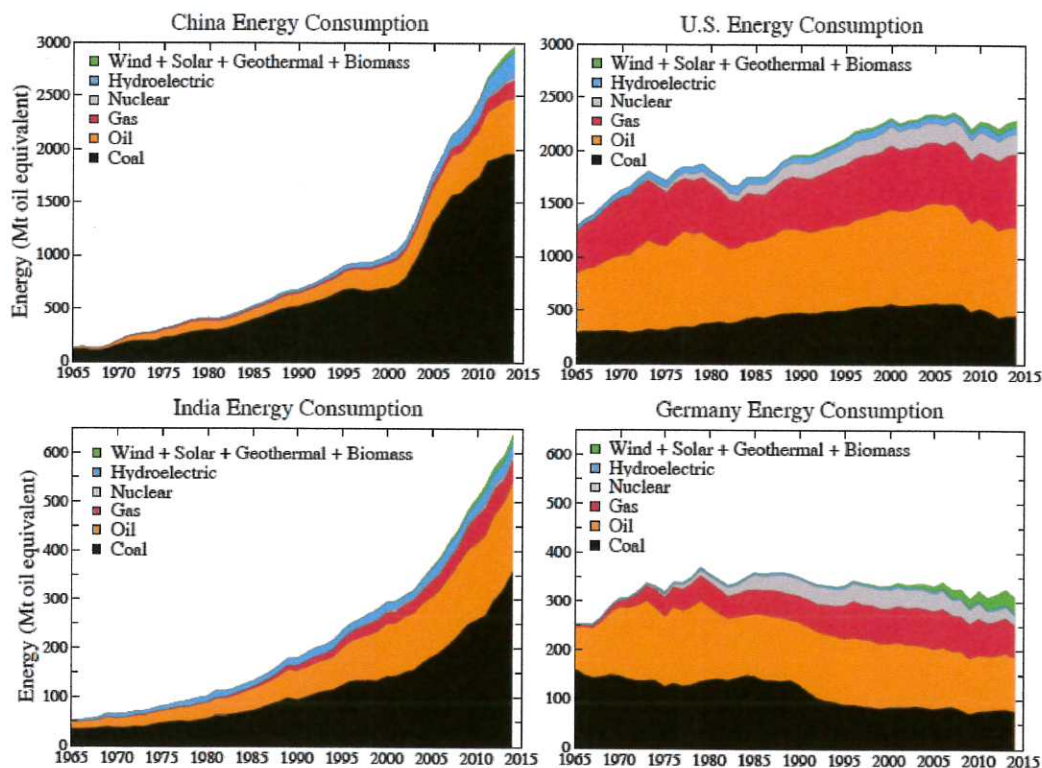 China Energy Consumption
Energy (Mt oil equivalent)
3000
2500
2000
1500
1000
500
0
Wind + Solar + Geothermal + Biomass
Hydroelectric
Nuclear
Gas
Oil
Coal
1965 1970 1975 1980 1985 1990 1995 2000 2005 2010 2015
U.S. Energy Consumption
3000
2500
2000
1500
1000
500
0
Wind + Solar + Geothermal + Biomass
Hydroelectric
Nuclear
Gas
Oil
Coal
1965 1970 1975 1980 1985 1990 1995 2000 2005 2010 2015
India Energy Consumption
Energy (Mt oil equivalent)
600
500
400
300
200
100
0
Wind + Solar + Geothermal + Biomass
Hydroelectric
Nuclear
Gas
Oil
Coal
1965 1970 1975 1980 1985 1990 1995 2000 2005 2010 2015
Germany Energy Consumption
600
500
400
300
200
100
0
Wind + Solar + Geothermal + Biomass
Hydroelectric
Nuclear
Gas
Oil
Coal
1965 1970 1975 1980 1985 1990 1995 2000 2005 2010 2015